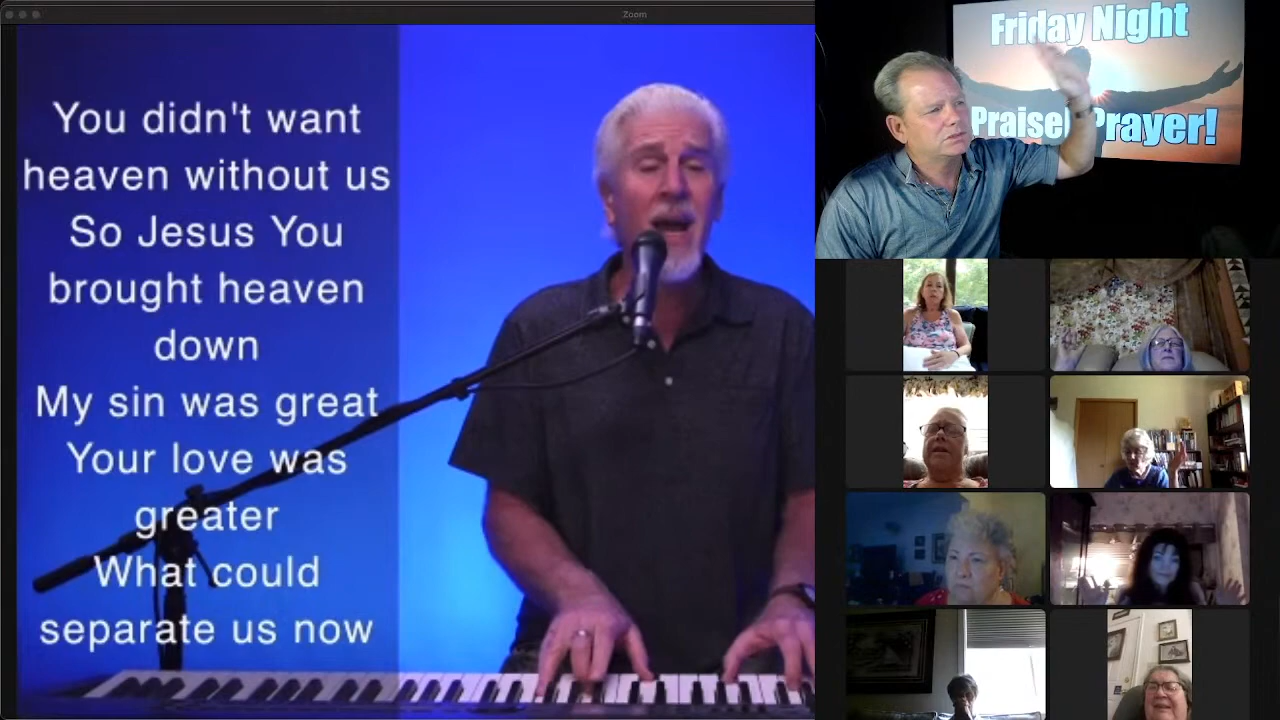 Zoom
You didn't want
heaven without us
So Jesus You
brought heaven
down
My sin was great
Your love was
greater
What could
separate us now
Friday Night
Praise Prayer!